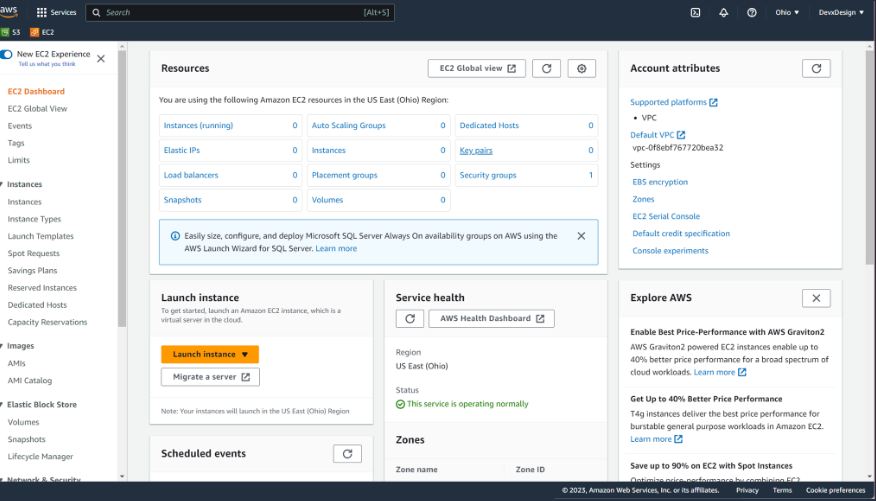 aws
Services
Search
[Alt+S]
Ohio ▼
DevxDesign ▼
S3
EC2
New EC2 Experience
Tell us what you think
EC2 Dashboard
EC2 Global View
Events
Tags
Limits
Instances
Instances
Instance Types
Launch Templates
Spot Requests
Savings Plans
Reserved Instances
Dedicated Hosts
Capacity Reservations
Images
AMIs
AMI Catalog
Elastic Block Store
Volumes
Snapshots
Lifecycle Manager
Network & Security
Resources
EC2 Global view
You are using the following Amazon EC2 resources in the US East (Ohio) Region:
Instances (running) 0
Auto Scaling Groups 0
Dedicated Hosts 0
Elastic IPs 0
Instances 0
Key pairs 0
Load balancers 0
Placement groups 0
Security groups 1
Snapshots 0
Volumes 0
Easily size, configure, and deploy Microsoft SQL Server Always On availability groups on AWS using the
AWS Launch Wizard for SQL Server. Learn more
Launch instance
To get started, launch an Amazon EC2 instance, which is a
virtual server in the cloud.
Launch instance ▼
Migrate a server
Note: Your instances will launch in the US East (Ohio) Region
Scheduled events
Service health
AWS Health Dashboard
Region
US East (Ohio)
Status
This service is operating normally
Zones
Zone name
Zone ID
Account attributes
Supported platforms
• VPC
Default VPC
vpc-0f8ebf767720bea32
Settings
EBS encryption
Zones
EC2 Serial Console
Default credit specification
Console experiments
Explore AWS
Enable Best Price-Performance with AWS Graviton2
AWS Graviton2 powered EC2 instances enable up to
40% better price performance for a broad spectrum of
cloud workloads. Learn more
Get Up to 40% Better Price Performance
T4g instances deliver the best price performance for
burstable general purpose workloads in Amazon EC2.
Learn more
Save up to 90% on EC2 with Spot Instances
Optimize price-performance by combining EC2
© 2023, Amazon Web Services, Inc. or its affiliates.
Privacy
Terms
Cookie preferences